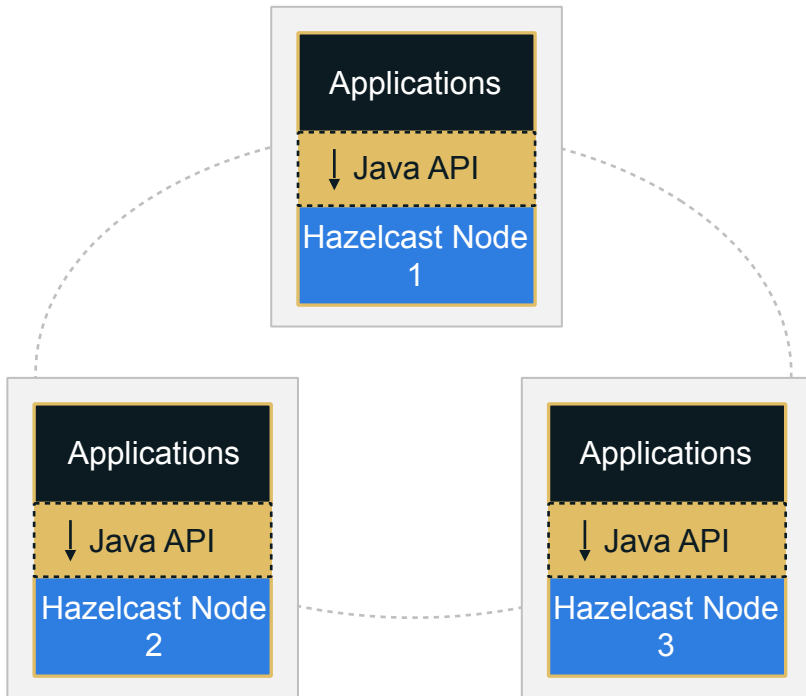 Applications
Java API
Hazelcast Node
1
Applications
Java API
Hazelcast Node
2
Applications
Java API
Hazelcast Node
3